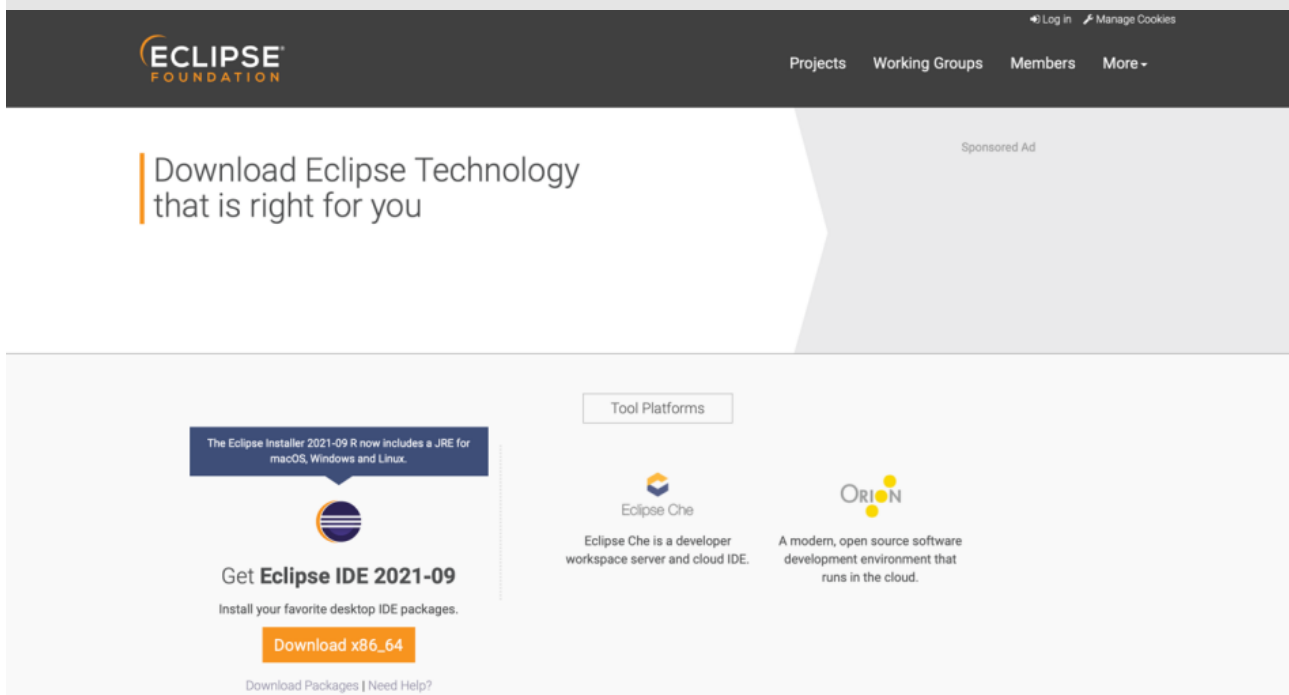 Log in Manage Cookies
ECLIPSE®
FOUNDATION
Projects Working Groups Members More
Sponsored Ad
Download Eclipse Technology
that is right for you
Tool Platforms
The Eclipse Installer 2021-09 R now includes a JRE for
macOS, Windows and Linux.
Get Eclipse IDE 2021-09
Install your favorite desktop IDE packages.
Download x86_64
Download Packages | Need Help?
Eclipse Che
Eclipse Che is a developer
workspace server and cloud IDE.
ORION
A modern, open source software
development environment that
runs in the cloud.